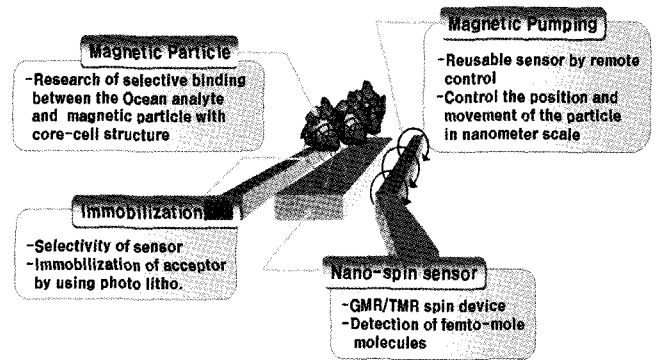 Magnetic Particle
-Research of selective binding
between the Ocean analyte
and magnetic particle with
core-cell structure
Magnetic Pumping
-Reusable sensor by remote
control
-Control the position and
movement of the particle
in nanometer scale
Immobilization
-Selectivity of sensor
-Immobilization of acceptor
by using photo litho.
Nano-spin sensor
-GMR/TMR spin device
-Detection of femto-mole
molecules